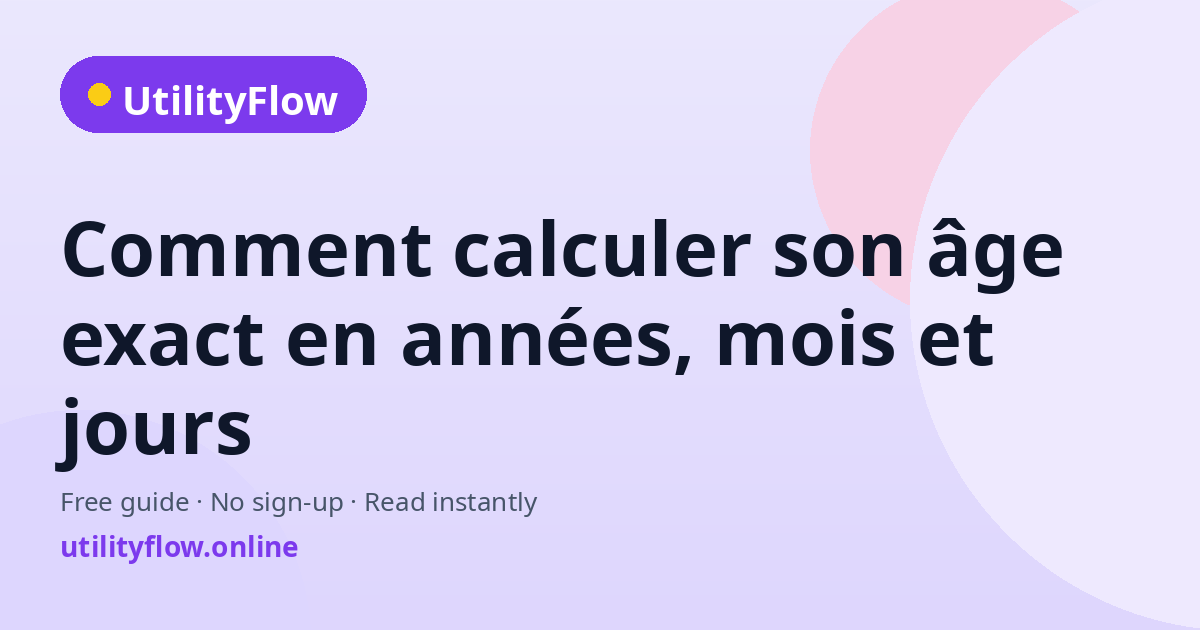 UtilityFlow
Comment calculer son âge
exact en années, mois et
jours
Free guide · No sign-up · Read instantly
utilityflow.online